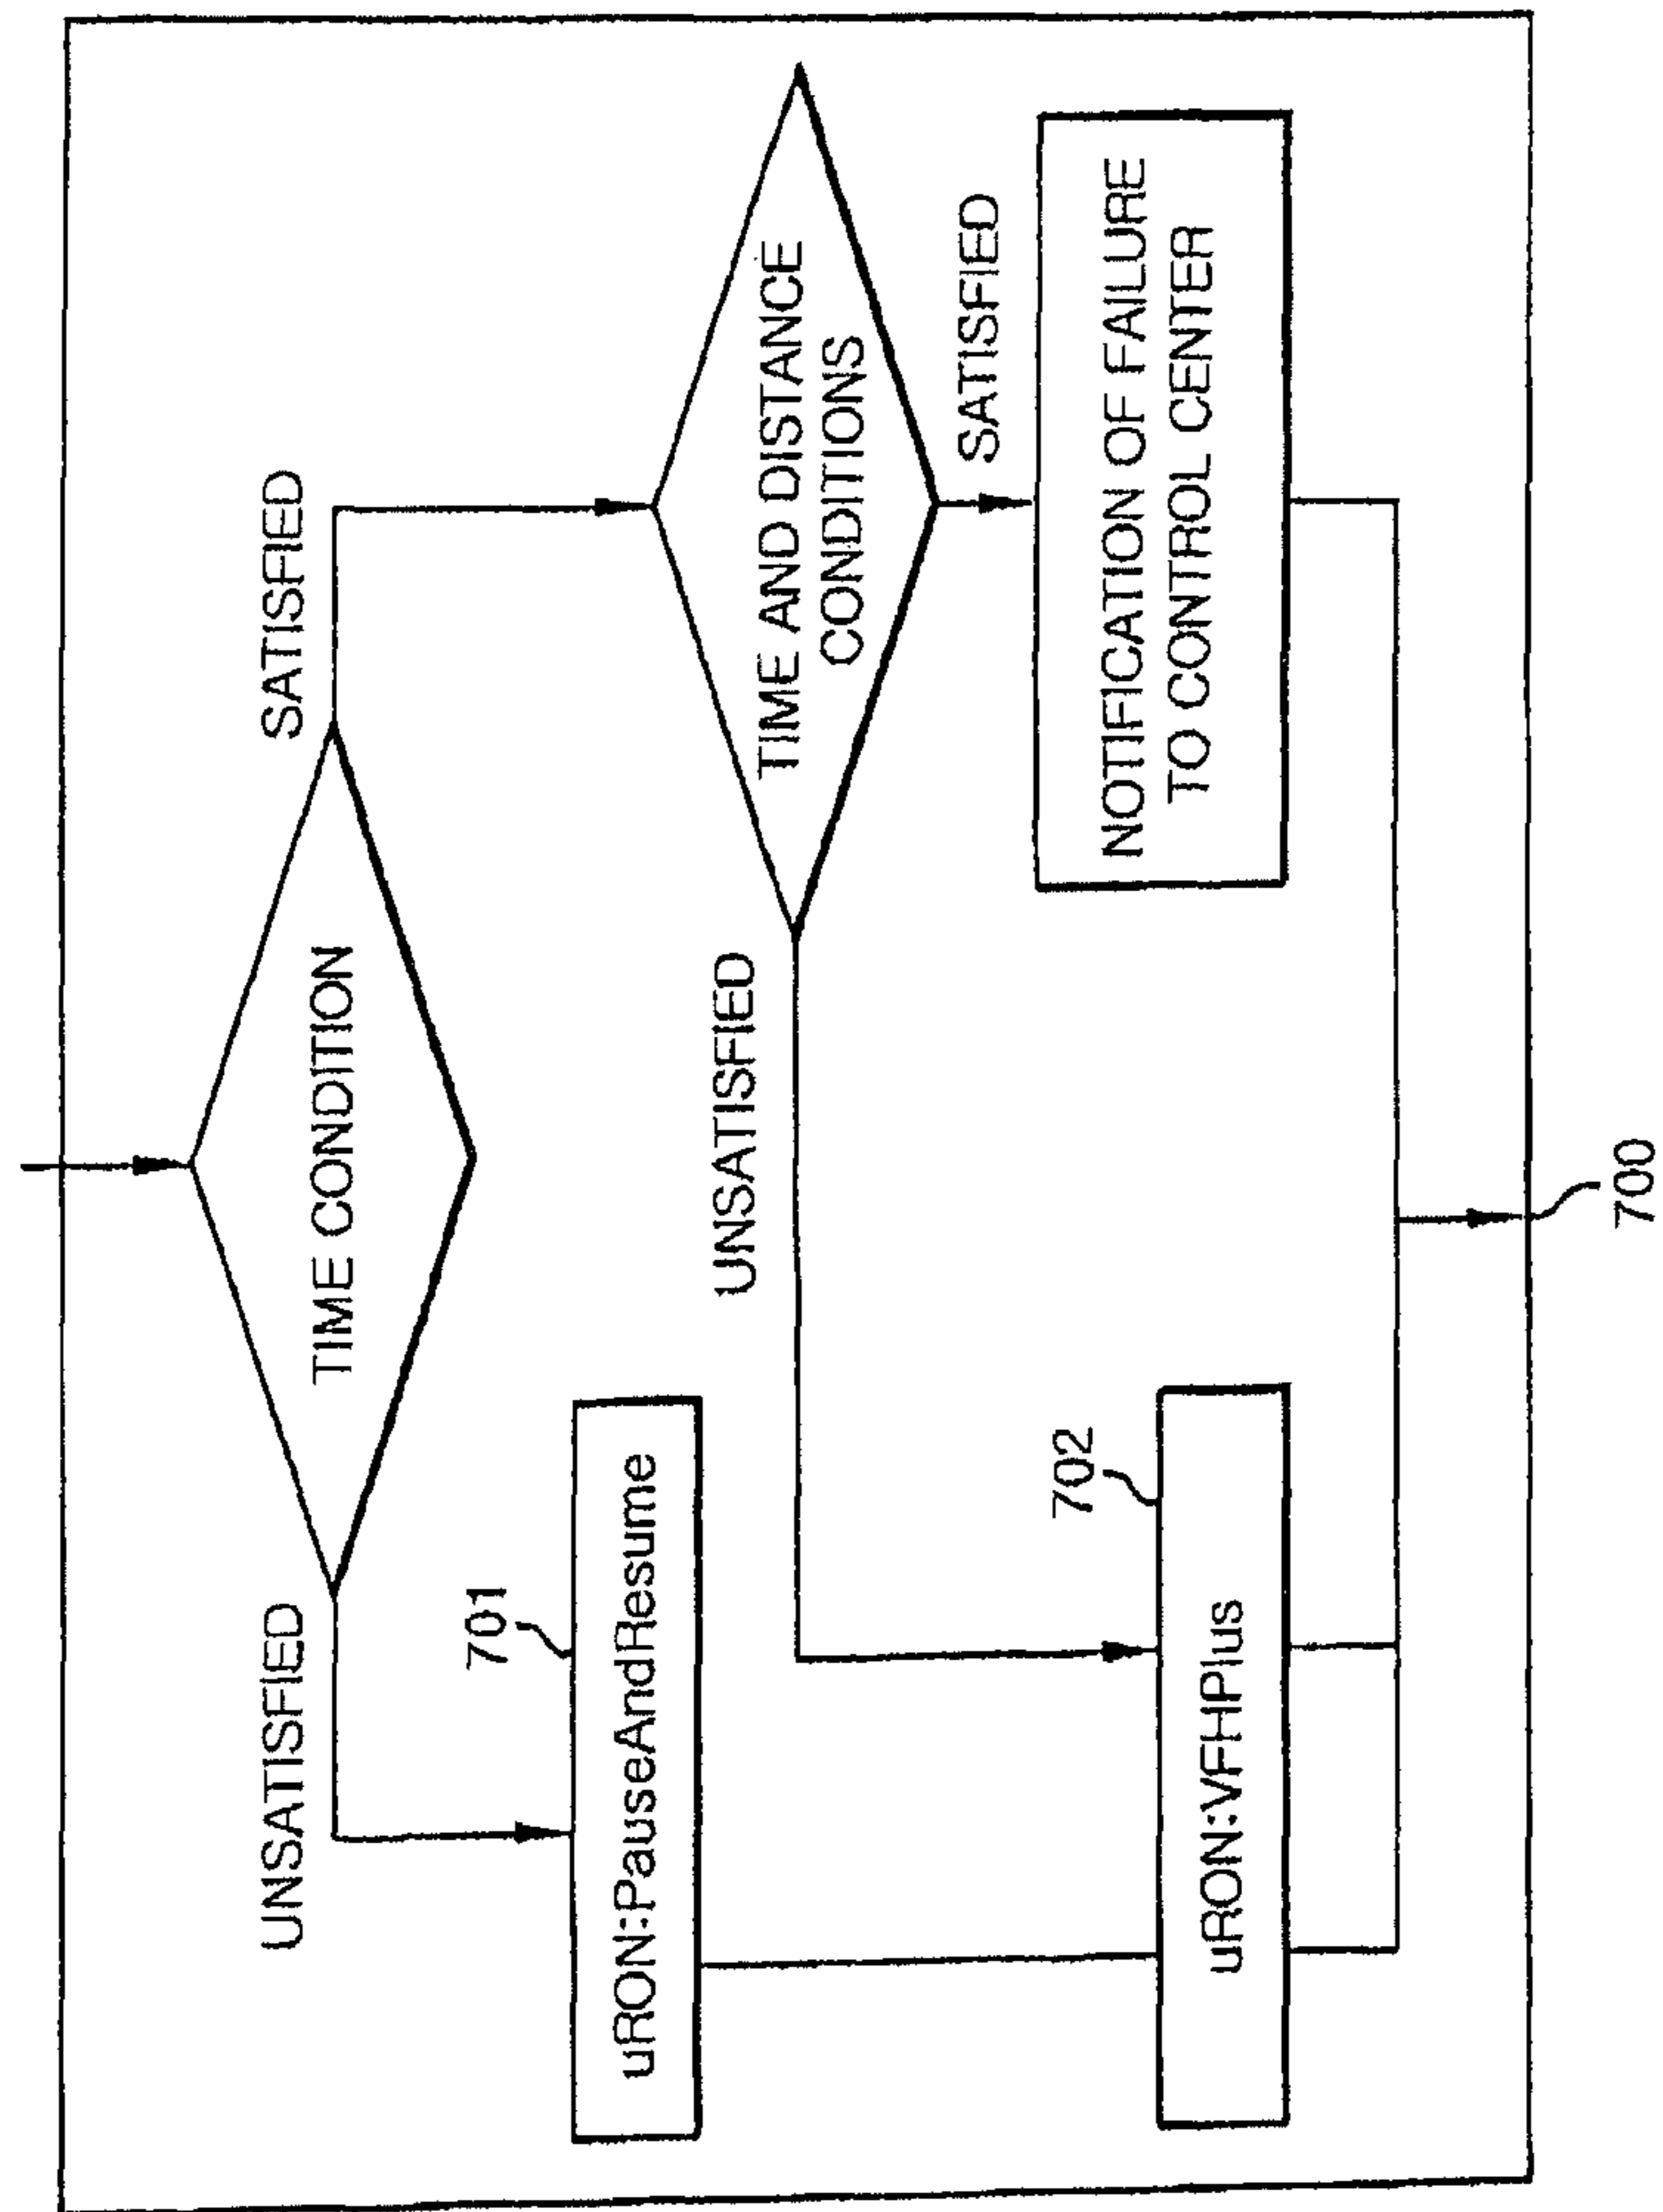 TIME CONDITION
UNSATISFIED
SATISFIED
701
uRON:PauseAndResume
TIME AND DISTANCE
CONDITIONS
UNSATISFIED
SATISFIED
702
uRON:VFHPlus
NOTIFICATION OF FAILURE
TO CONTROL CENTER
700